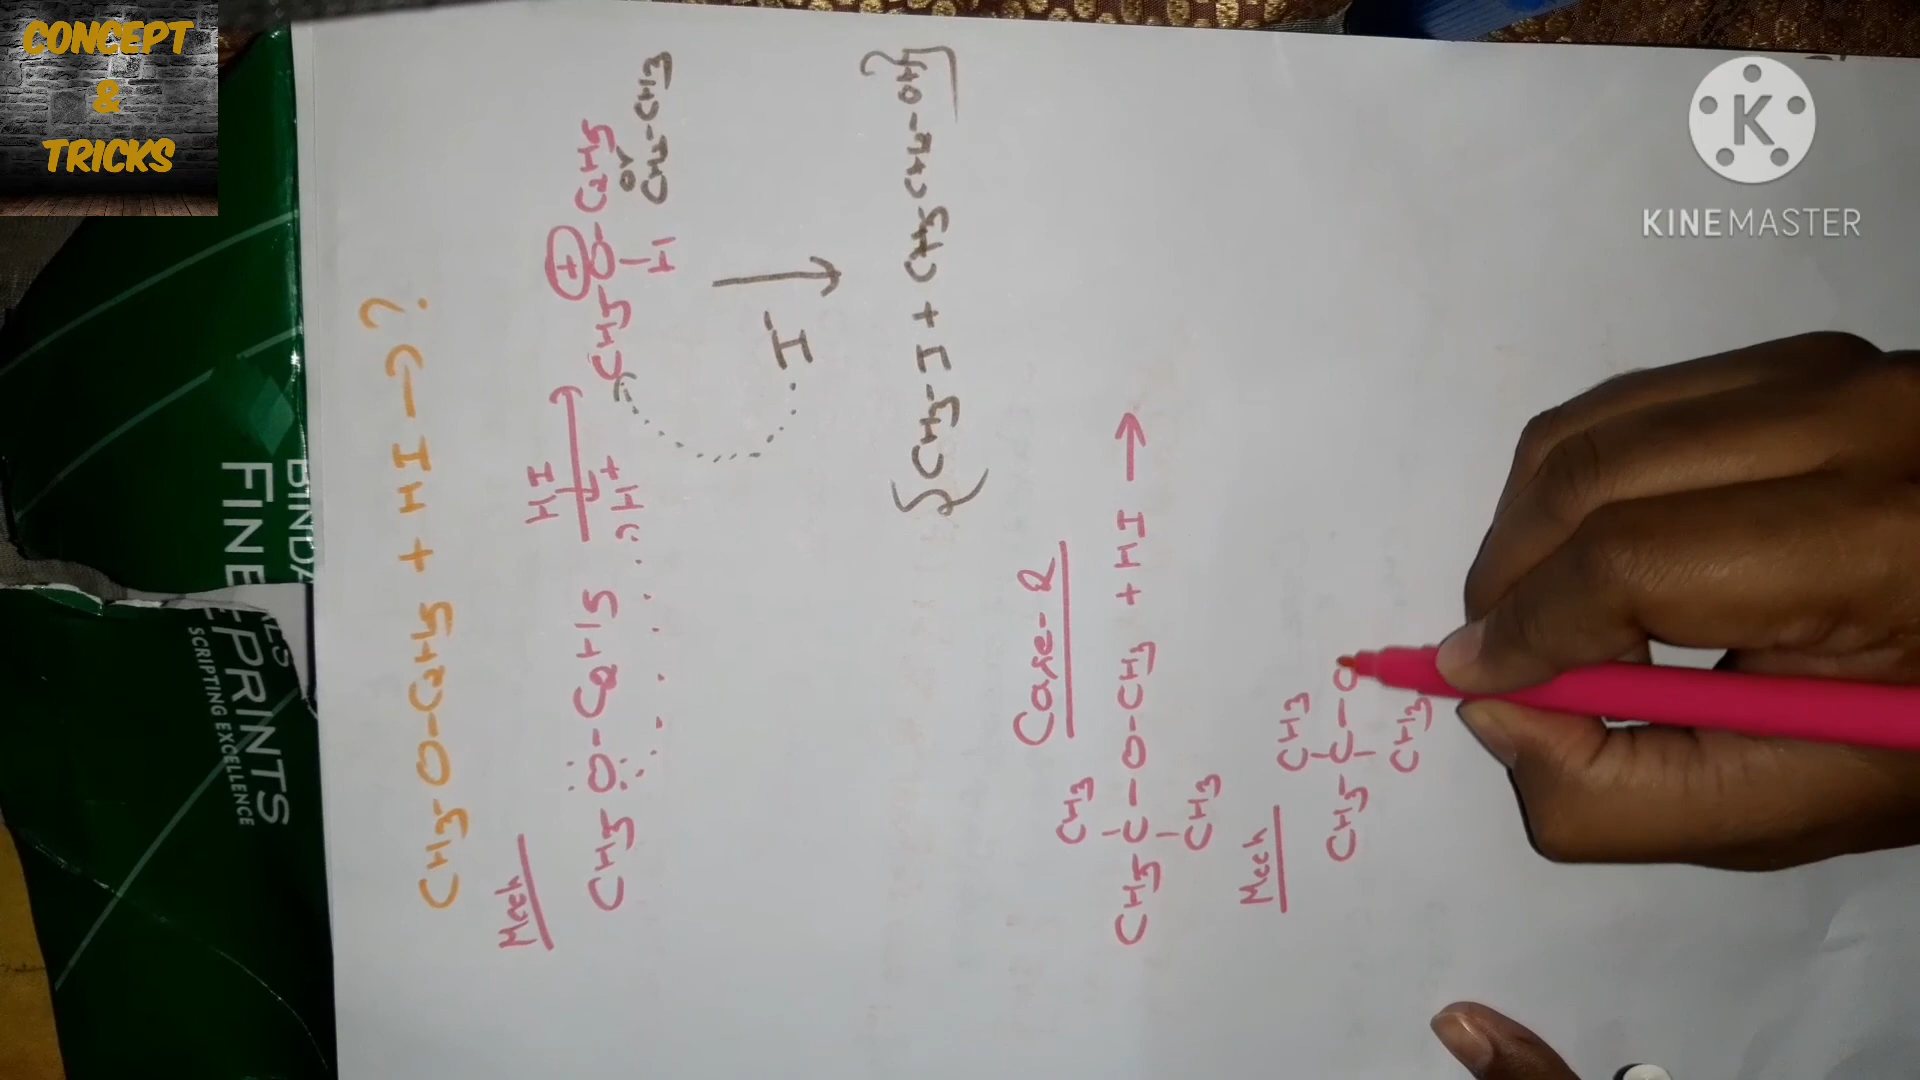 CONCEPT
&
TRICKS
K
KINEMASTER
FINE PRINTS
SCRIPTING EXCELLENCE
CH3-O-C2H5 + HI → ?
Mech
CH3-O-C2H5 HI H+ → CH3-O-C2H5
H
or
CH2-CH3
I-
{CH3-I + CH3-CH2-OH}
Case-2
CH3
CH3-C-O-CH3 + HI →
CH3
Mech
CH3
CH3-C-O
CH3